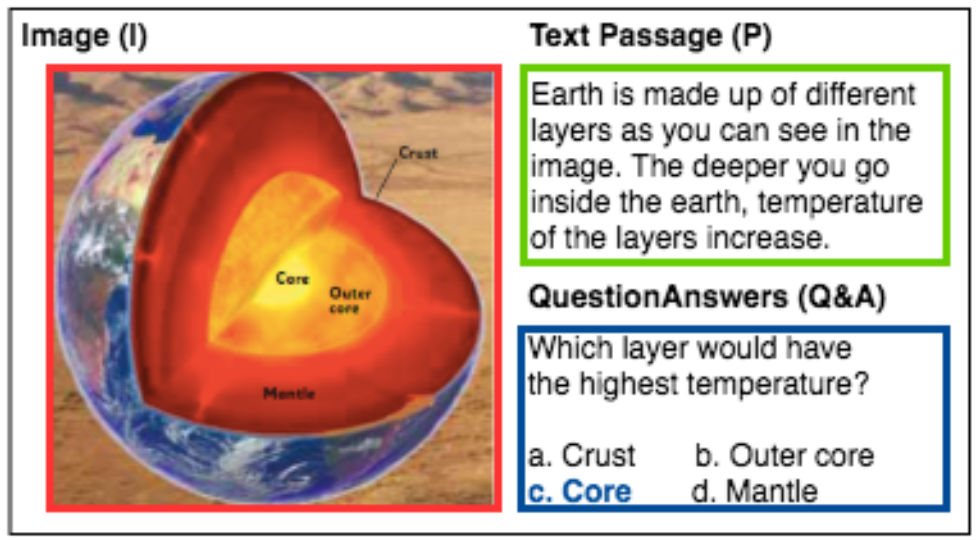 Image (I)
Crust
Core
Outer
core
Mantle
Text Passage (P)
Earth is made up of different
layers as you can see in the
image. The deeper you go
inside the earth, temperature
of the layers increase.
QuestionAnswers (Q&A)
Which layer would have
the highest temperature?
a. Crust b. Outer core
c. Core d. Mantle